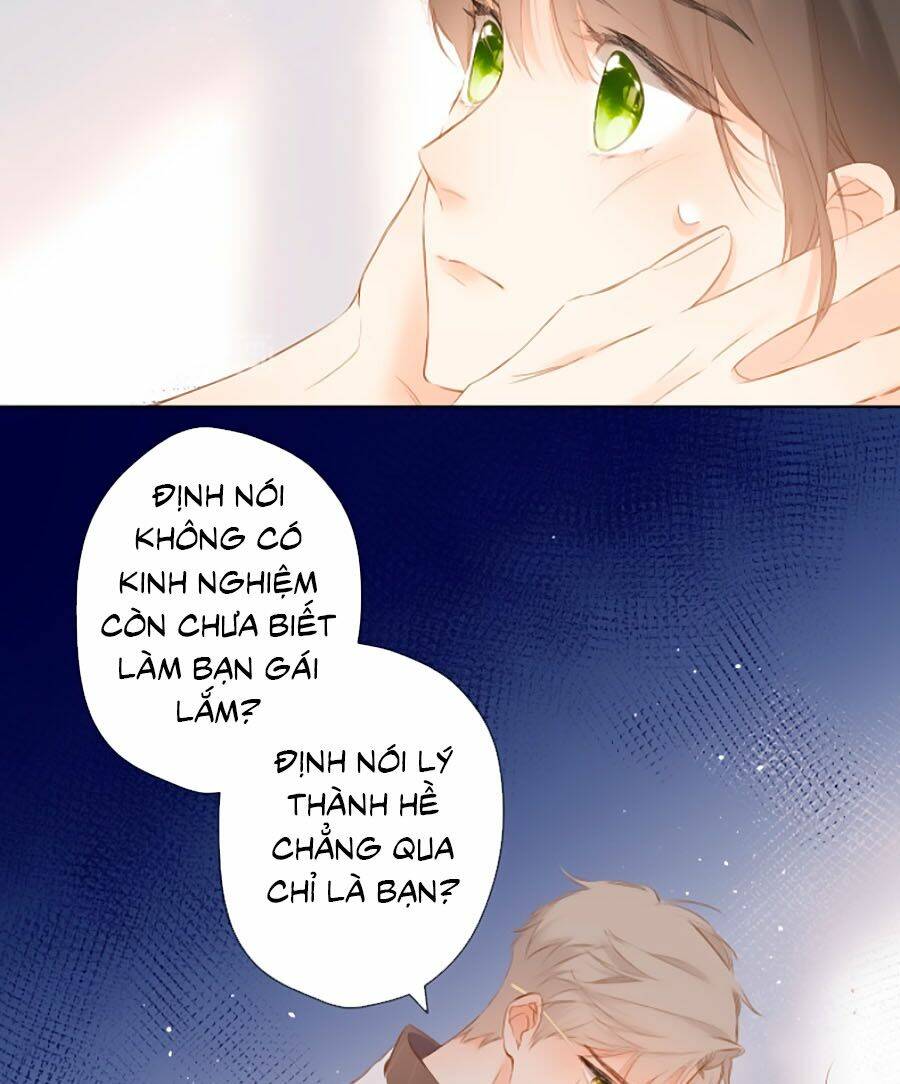 ĐỊNH NÓI
KHÔNG CÓ
KINH NGHIỆM
CÒN CHƯA BIẾT
LÀM BẠN GÁI
LẮM?
ĐỊNH NÓI LÝ
THÀNH HỀ
CHẲNG QUA
CHỈ LÀ BẠN?